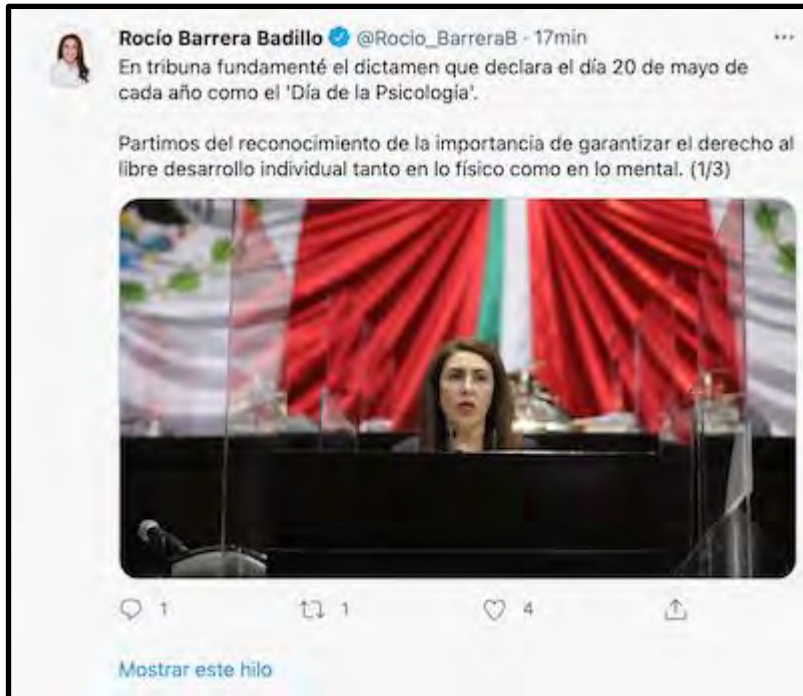 Rocío Barrera Badillo @Rocio_BarreraB · 17min
En tribuna fundamenté el dictamen que declara el día 20 de mayo de
cada año como el 'Día de la Psicología'.
Partimos del reconocimiento de la importancia de garantizar el derecho al
libre desarrollo individual tanto en lo físico como en lo mental. (1/3)
1 1 4
Mostrar este hilo